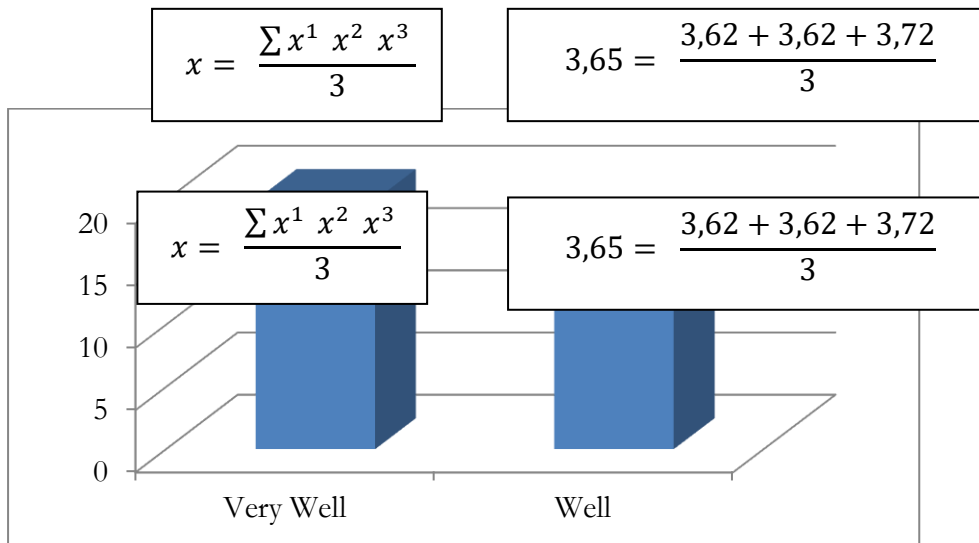 x = ∑ x¹ x² x³ / 3
3,65 = 3,62 + 3,62 + 3,72 / 3
20
x = ∑ x¹ x² x³ / 3
3,65 = 3,62 + 3,62 + 3,72 / 3
15
10
5
0
Very Well
Well